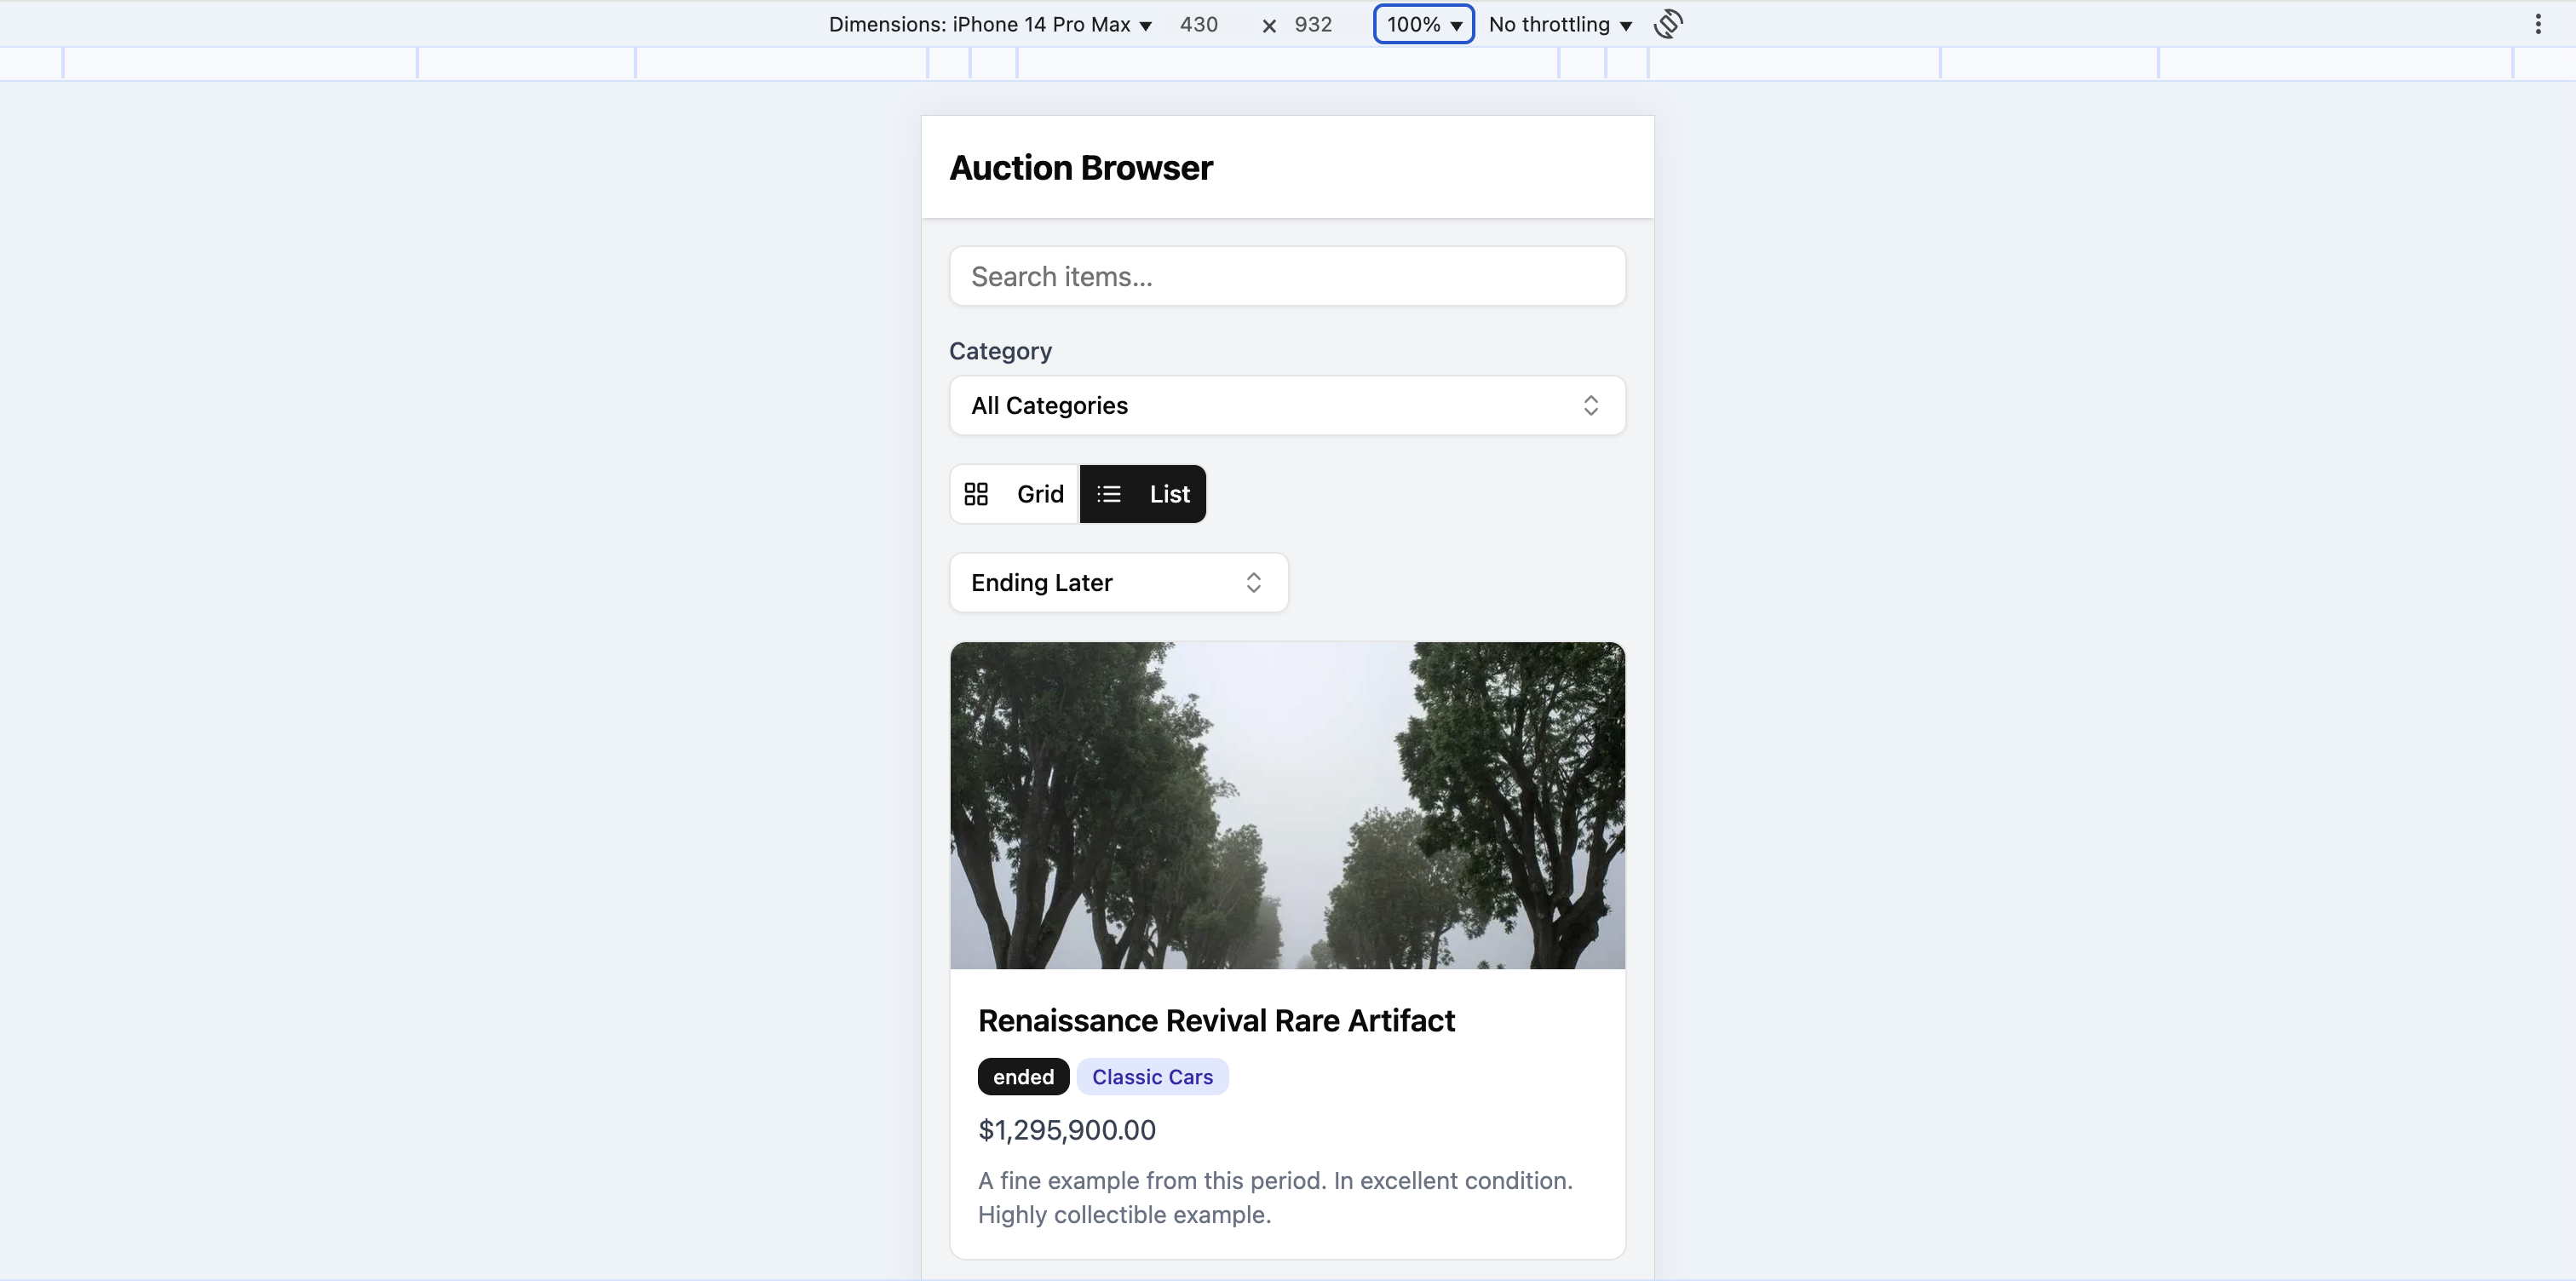 Dimensions: iPhone 14 Pro Max ▼ 430 × 932 100% ▼ No throttling ▼
Auction Browser
Search items...
Category
All Categories
Grid List
Ending Later
Renaissance Revival Rare Artifact
ended Classic Cars
$1,295,900.00
A fine example from this period. In excellent condition.
Highly collectible example.